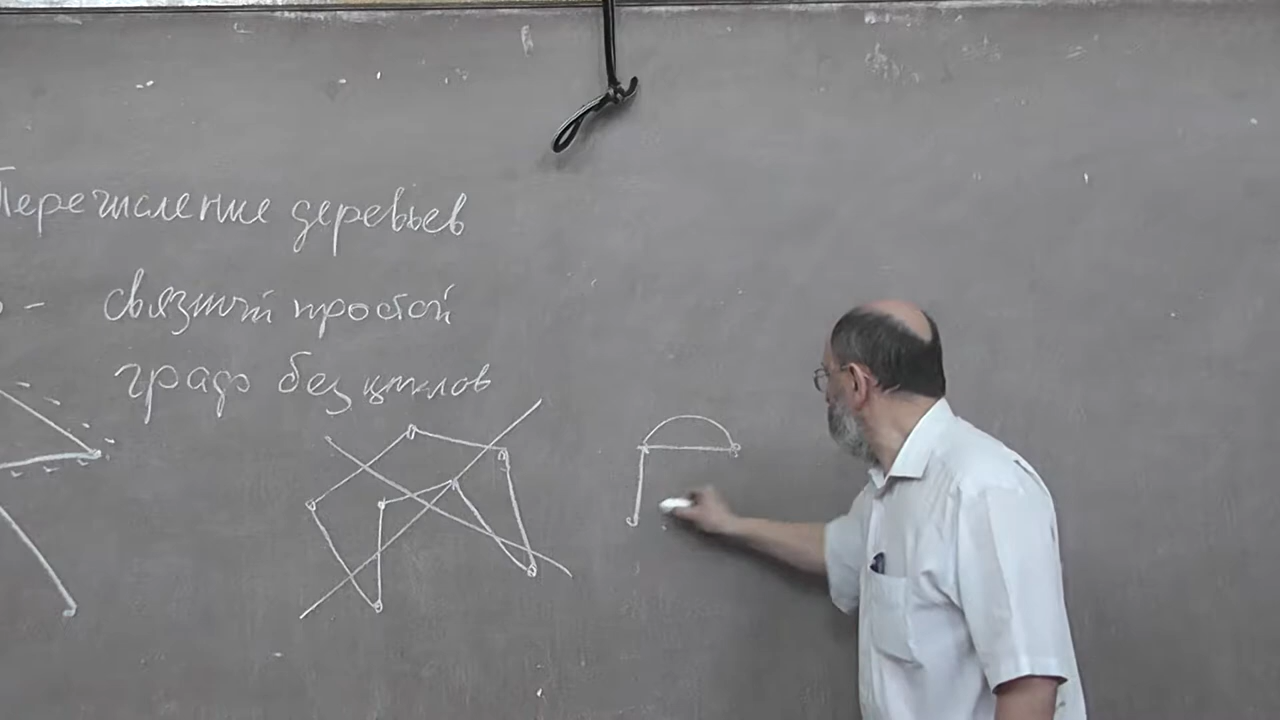 Перечисление деревьев
о - связный простой
граф без циклов